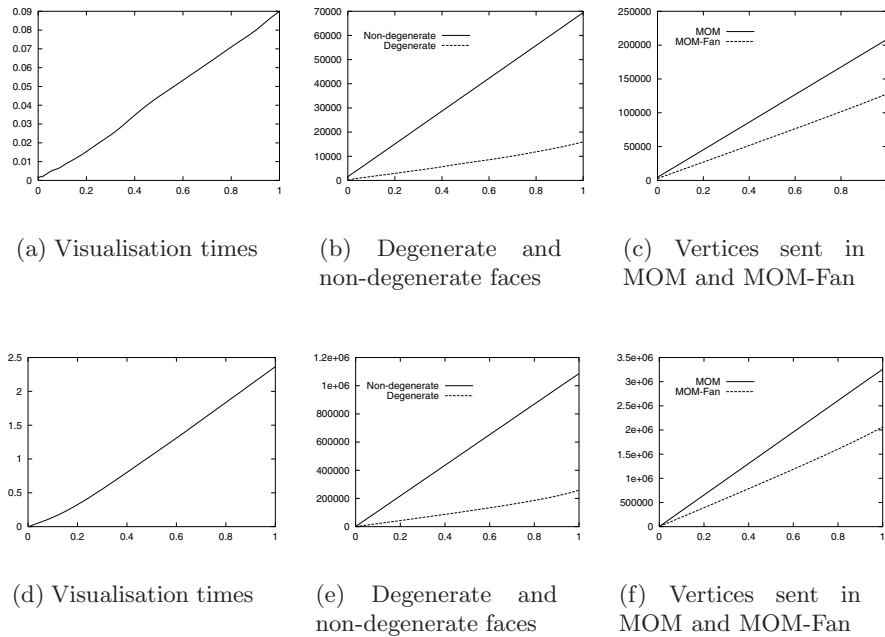 0.09
0.08
0.07
0.06
0.05
0.04
0.03
0.02
0.01
0
0 0.2 0.4 0.6 0.8 1
(a) Visualisation times
70000
60000
50000
40000
30000
20000
10000
0
Non-degenerate
Degenerate
0 0.2 0.4 0.6 0.8 1
(b) Degenerate and
non-degenerate faces
250000
200000
150000
100000
50000
0
MOM
MOM-Fan
0 0.2 0.4 0.6 0.8 1
(c) Vertices sent in
MOM and MOM-Fan
2.5
2
1.5
1
0.5
0
0 0.2 0.4 0.6 0.8 1
(d) Visualisation times
1.2e+06
1e+06
800000
600000
400000
200000
0
Non-degenerate
Degenerate
0 0.2 0.4 0.6 0.8 1
(e) Degenerate and
non-degenerate faces
3.5e+06
3e+06
2.5e+06
2e+06
1.5e+06
1e+06
500000
0
MOM
MOM-Fan
0 0.2 0.4 0.6 0.8 1
(f) Vertices sent in
MOM and MOM-Fan